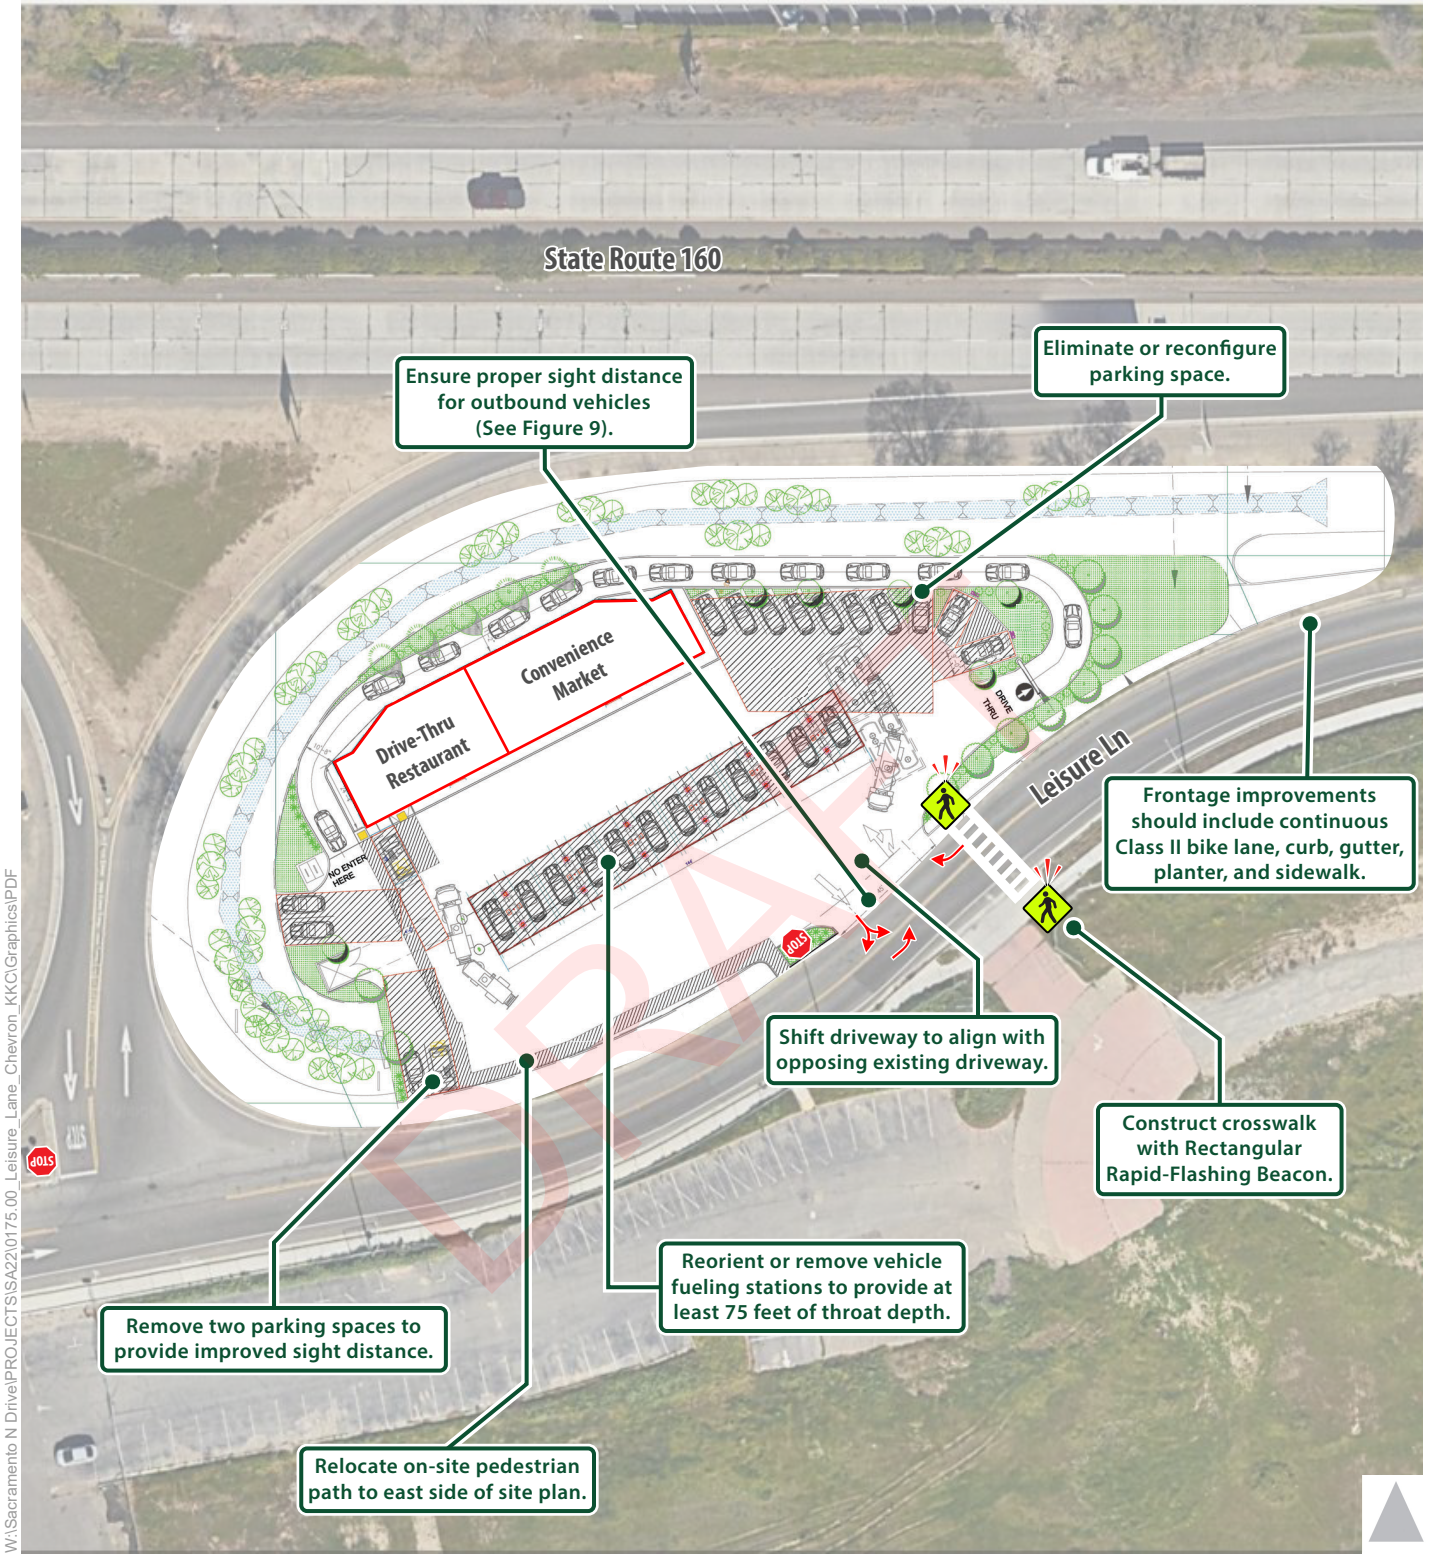 State Route 160
Eliminate or reconfigure
parking space.
Ensure proper sight distance
for outbound vehicles
(See Figure 9).
Convenience
Market
Drive-Thru
Restaurant
10'-8"
DRIVE
THRU
NO ENTER
HERE
Leisure Ln
Frontage improvements
should include continuous
Class II bike lane, curb, gutter,
planter, and sidewalk.
STOP
Shift driveway to align with
opposing existing driveway.
Construct crosswalk
with Rectangular
Rapid-Flashing Beacon.
STOP
STOP
Reorient or remove vehicle
fueling stations to provide at
least 75 feet of throat depth.
Remove two parking spaces to
provide improved sight distance.
Relocate on-site pedestrian
path to east side of site plan.
DRAFT
W:\Sacramento N Drive\PROJECTS\SA22\0175.00_Leisure_Lane_Chevron_KKC\Graphics\PDF